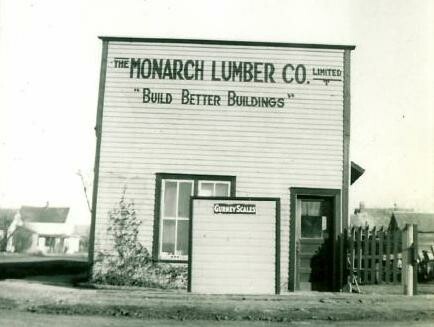 THE MONARCH LUMBER CO. LIMITED
"BUILD BETTER BUILDINGS"
GURNEY SCALES